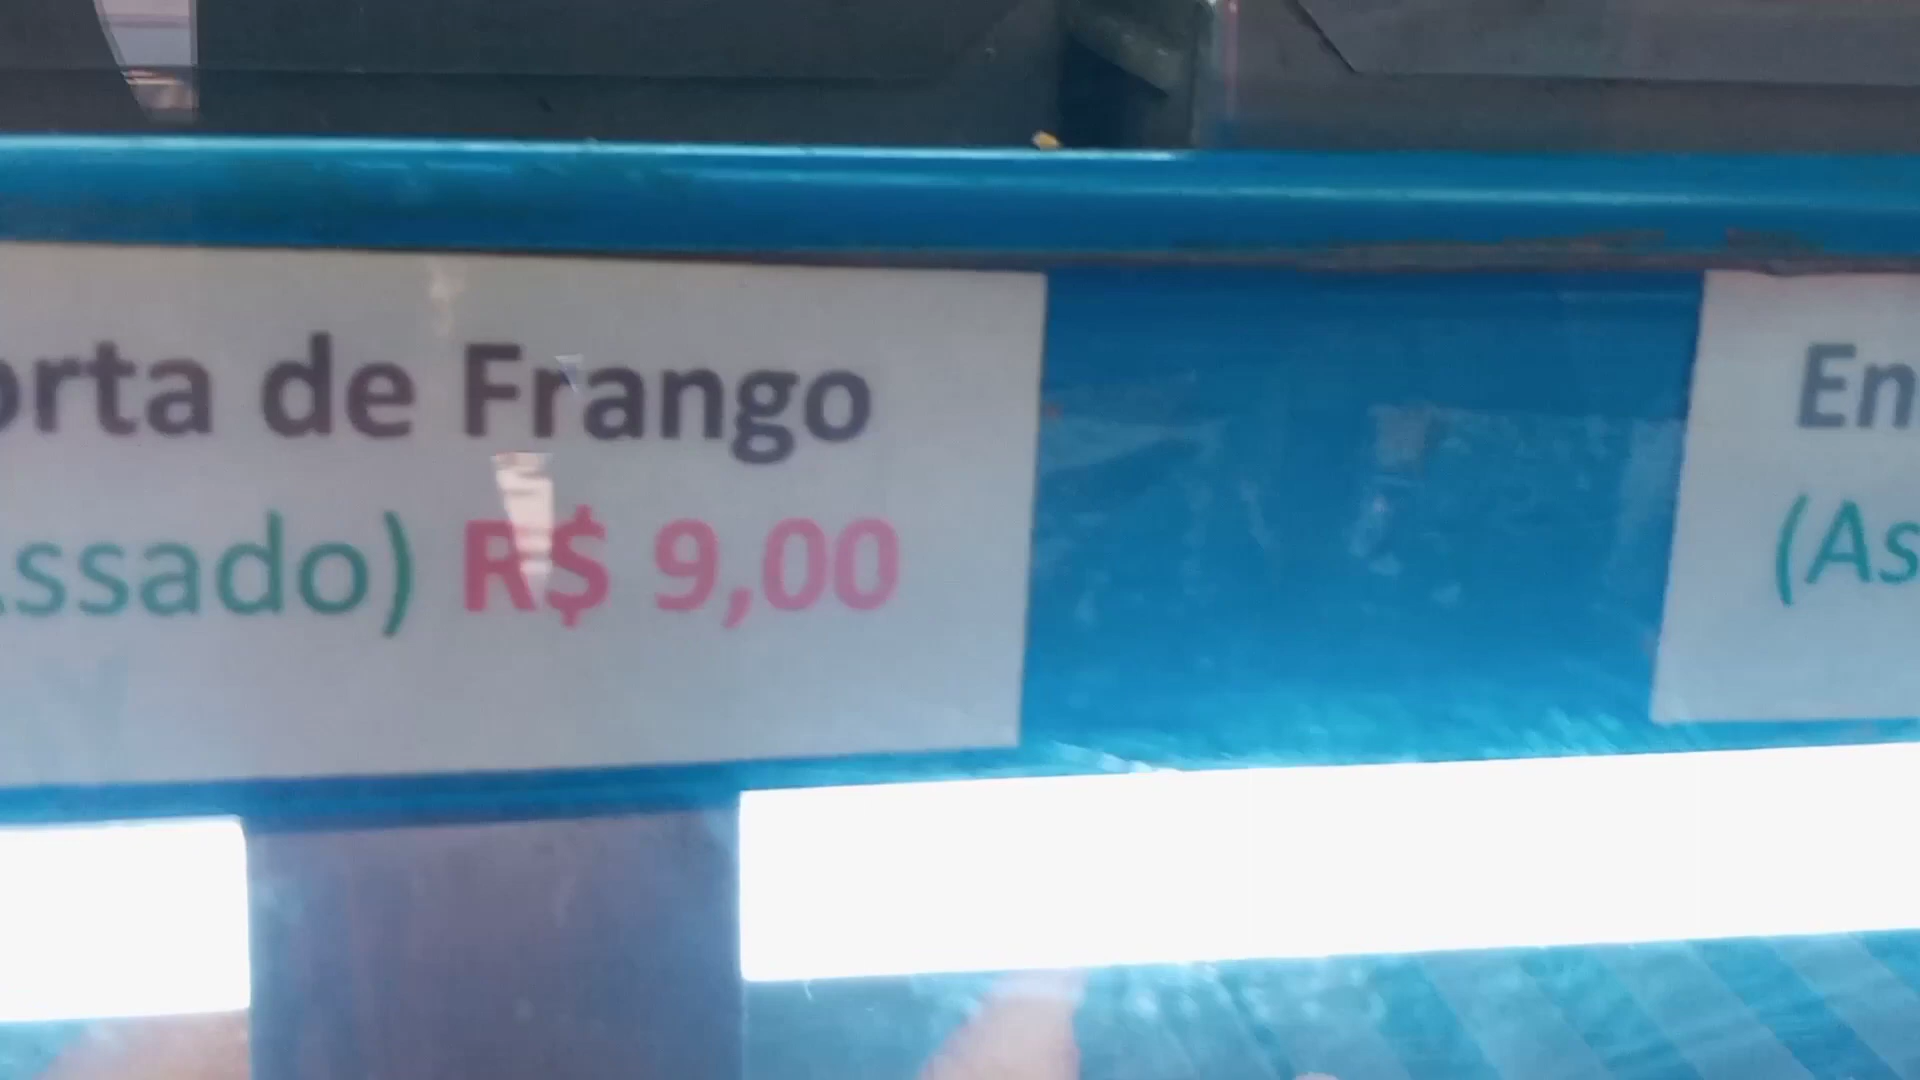 orta de Frango
ssado) R$ 9,00
En
(As